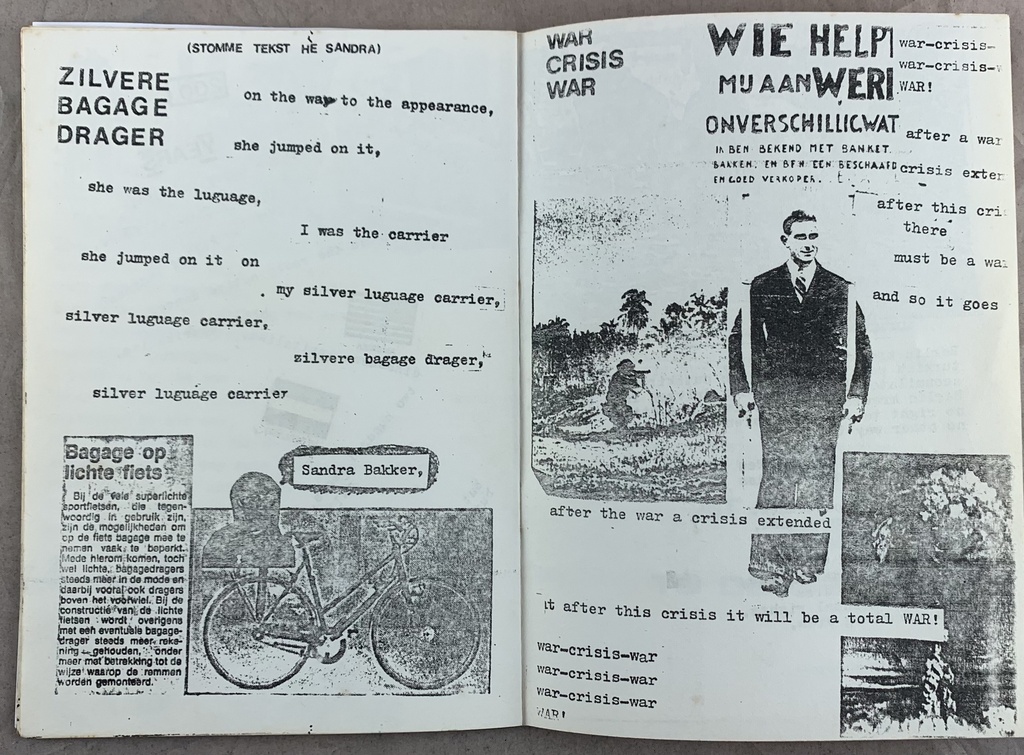 (STOMME TEKST HÈ SANDRA)
ZILVERE
BAGAGE
DRAGER
on the way to the appearance,
she jumped on it,
she was the luguage,
I was the carrier
she jumped on it on
my silver luguage carrier,
silver luguage carrier,
zilvere bagage drager,
silver luguage carrier
Bagage op
lichte fiets
Bij de vele superlichte
sportfietsen, die tegen-
woordig in gebruik zijn,
zijn de mogelijkheden om
op de fiets bagage mee te
nemen vaak te beperkt.
Mede hierom komen, toch
wel lichte, bagagedragers
steeds meer in de mode en
daarbij vooral ook dragers
boven het voorwiel. Bij de
constructie van de lichte
fietsen wordt overigens
met een eventuele bagage-
drager steeds meer reke-
ning gehouden, onder
meer met betrekking tot de
wijze waarop de remmen
worden gemonteerd.
Sandra Bakker,
WAR
CRISIS
WAR
WIE HELPT
MIJ AAN WERK
ONVERSCHILLIG WAT
IK BEN BEKEND MET BANKET.
BAKKEN. EN BEN EEN BESCHAAFD
EN GOED VERKOPER.
war-crisis-
war-crisis-
WAR!
after a war
crisis exten
after this cri
there
must be a wa
and so it goes
after the war a crisis extended
it after this crisis it will be a total WAR!
war-crisis-war
war-crisis-war
war-crisis-war
WAR!